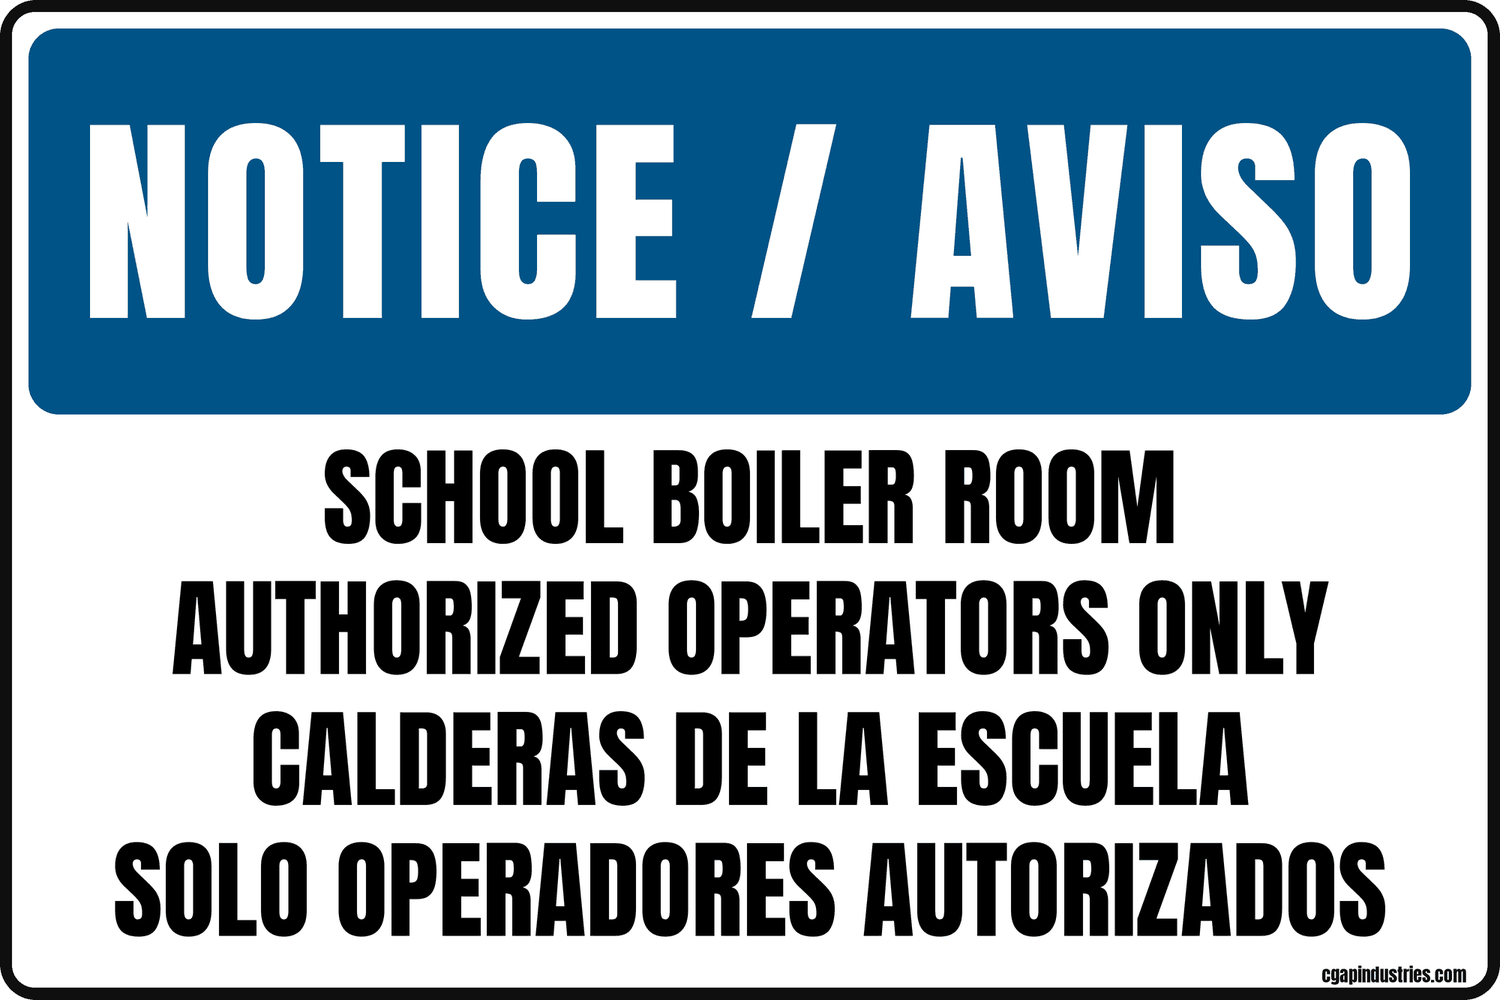 NOTICE / AVISO
SCHOOL BOILER ROOM
AUTHORIZED OPERATORS ONLY
CALDERAS DE LA ESCUELA
SOLO OPERADORES AUTORIZADOS
cgapindustries.com